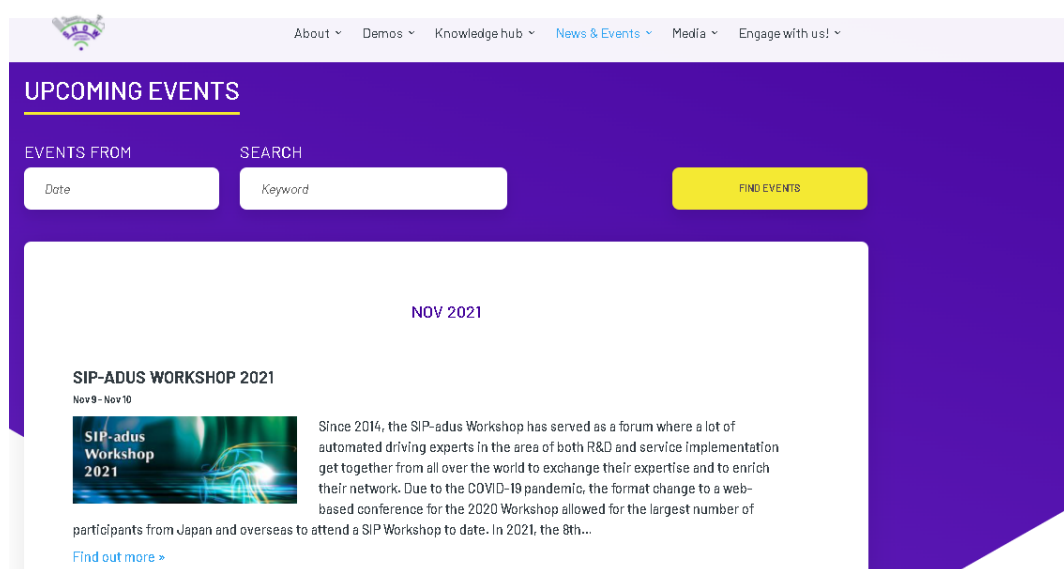 SHOW
About Demos Knowledge hub News & Events Media Engage with us!
UPCOMING EVENTS
EVENTS FROM SEARCH
Date Keyword FIND EVENTS
NOV 2021
SIP-ADUS WORKSHOP 2021
Nov 9 - Nov 10
SIP-adus
Workshop
2021
Since 2014, the SIP-adus Workshop has served as a forum where a lot of
automated driving experts in the area of both R&D and service implementation
get together from all over the world to exchange their expertise and to enrich
their network. Due to the COVID-19 pandemic, the format change to a web-
based conference for the 2020 Workshop allowed for the largest number of
participants from Japan and overseas to attend a SIP Workshop to date. In 2021, the 8th...
Find out more »